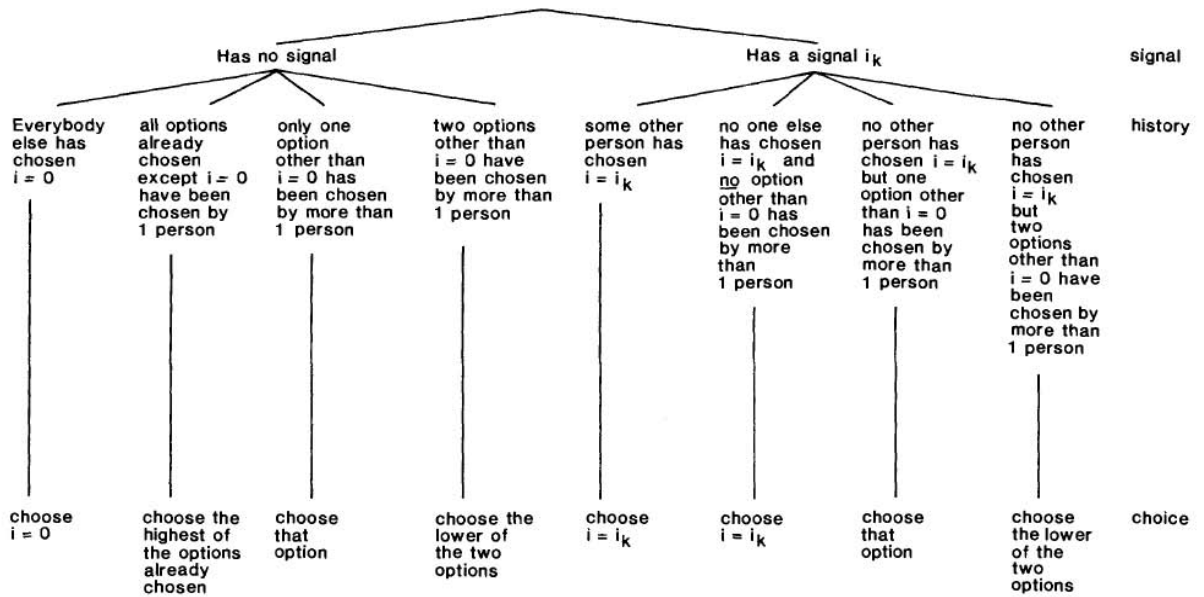 Has no signal
Has a signal iₖ
signal
Everybody
else has
chosen
i = 0
all options
already
chosen
except i = 0
have been
chosen by
1 person
only one
option
other than
i = 0 has
been chosen
by more than
1 person
two options
other than
i = 0 have
been chosen
by more than
1 person
some other
person has
chosen
i = iₖ
no one else
has chosen
i = iₖ and
no option
other than
i = 0 has
been chosen
by more
than
1 person
no other
person has
chosen i = iₖ
but one
option other
than i = 0
has been
chosen by
more than
1 person
no other
person
has
chosen
i = iₖ
but
two
options
other than
i = 0 have
been
chosen by
more than
1 person
history
choose
i = 0
choose the
highest of
the options
already
chosen
choose
that
option
choose the
lower of
the two
options
choose
i = iₖ
choose
i = iₖ
choose
that
option
choose
the lower
of the
two
options
choice